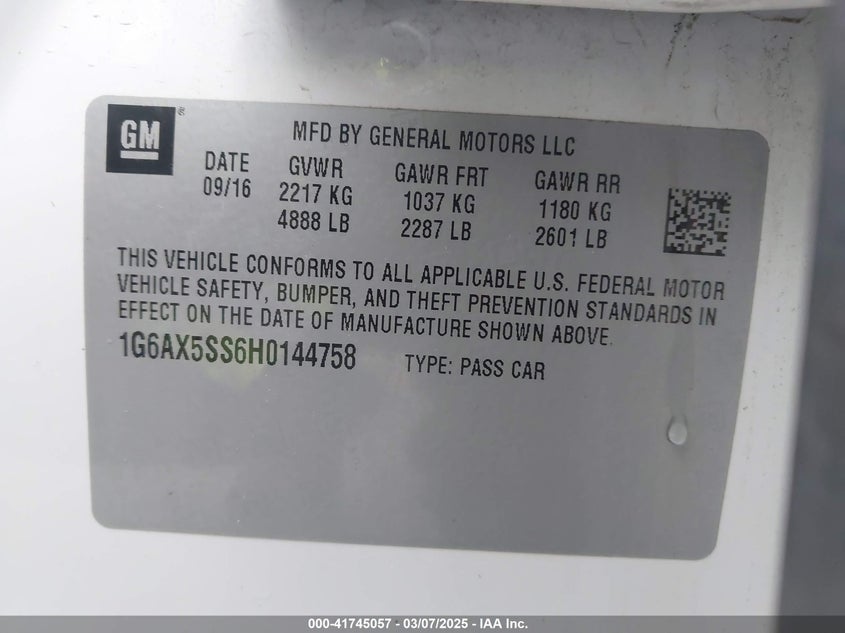 GM ®
MFD BY GENERAL MOTORS LLC
DATE GVWR GAWR FRT GAWR RR
09/16 2217 KG 1037 KG 1180 KG
4888 LB 2287 LB 2601 LB
THIS VEHICLE CONFORMS TO ALL APPLICABLE U.S. FEDERAL MOTOR
VEHICLE SAFETY, BUMPER, AND THEFT PREVENTION STANDARDS IN
EFFECT ON THE DATE OF MANUFACTURE SHOWN ABOVE.
1G6AX5SS6H0144758 TYPE: PASS CAR
000-41745057 - 03/07/2025 - IAA Inc.